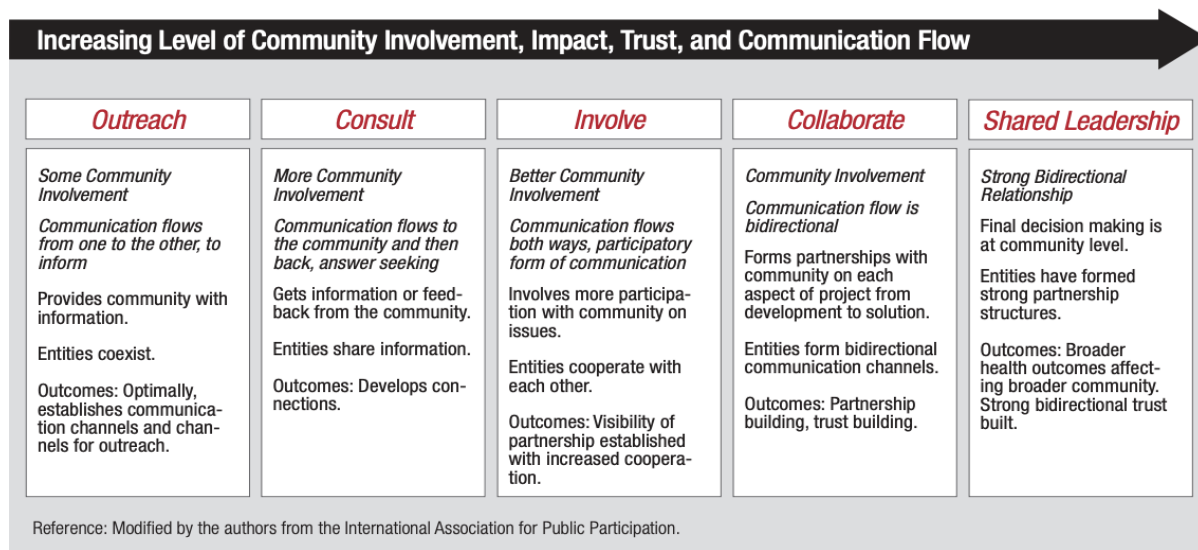 Increasing Level of Community Involvement, Impact, Trust, and Communication Flow
Outreach
Some Community
Involvement
Communication flows
from one to the other, to
inform
Provides community with
information.
Entities coexist.
Outcomes: Optimally,
establishes communica-
tion channels and chan-
nels for outreach.
Consult
More Community
Involvement
Communication flows to
the community and then
back, answer seeking
Gets information or feed-
back from the community.
Entities share information.
Outcomes: Develops con-
nections.
Involve
Better Community
Involvement
Communication flows
both ways, participatory
form of communication
Involves more participa-
tion with community on
issues.
Entities cooperate with
each other.
Outcomes: Visibility of
partnership established
with increased coopera-
tion.
Collaborate
Community Involvement
Communication flow is
bidirectional
Forms partnerships with
community on each
aspect of project from
development to solution.
Entities form bidirectional
communication channels.
Outcomes: Partnership
building, trust building.
Shared Leadership
Strong Bidirectional
Relationship
Final decision making is
at community level.
Entities have formed
strong partnership
structures.
Outcomes: Broader
health outcomes affect-
ing broader community.
Strong bidirectional trust
built.
Reference: Modified by the authors from the International Association for Public Participation.